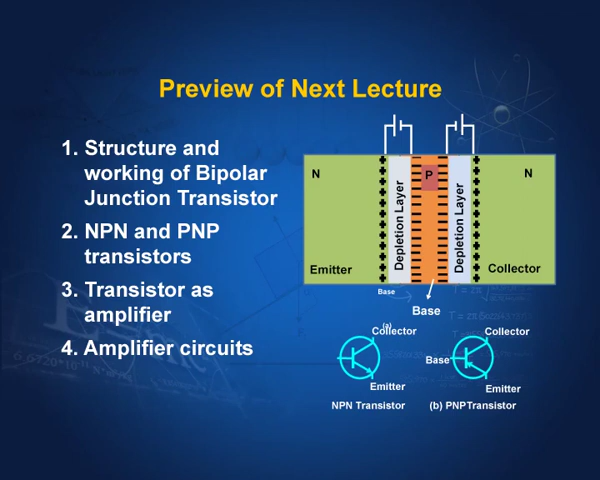 Preview of Next Lecture
1. Structure and
working of Bipolar
Junction Transistor
2. NPN and PNP
transistors
3. Transistor as
amplifier
4. Amplifier circuits
N
P
N
Depletion Layer
Depletion Layer
Emitter
Collector
Base
Base
(a)
Collector
Collector
Base
Emitter
Emitter
NPN Transistor
(b) PNPTransistor